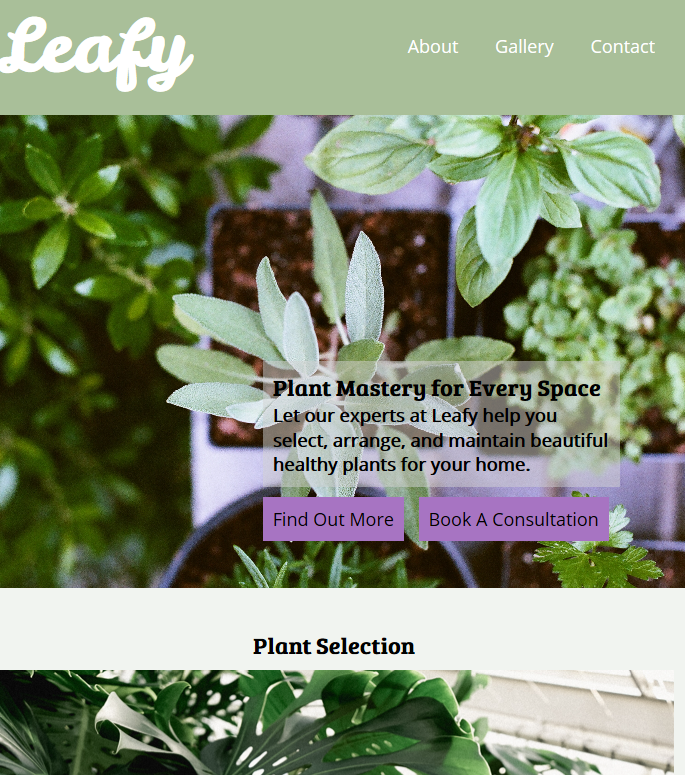 Leafy
About Gallery Contact
Plant Mastery for Every Space
Let our experts at Leafy help you
select, arrange, and maintain beautiful
healthy plants for your home.
Find Out More Book A Consultation
Plant Selection